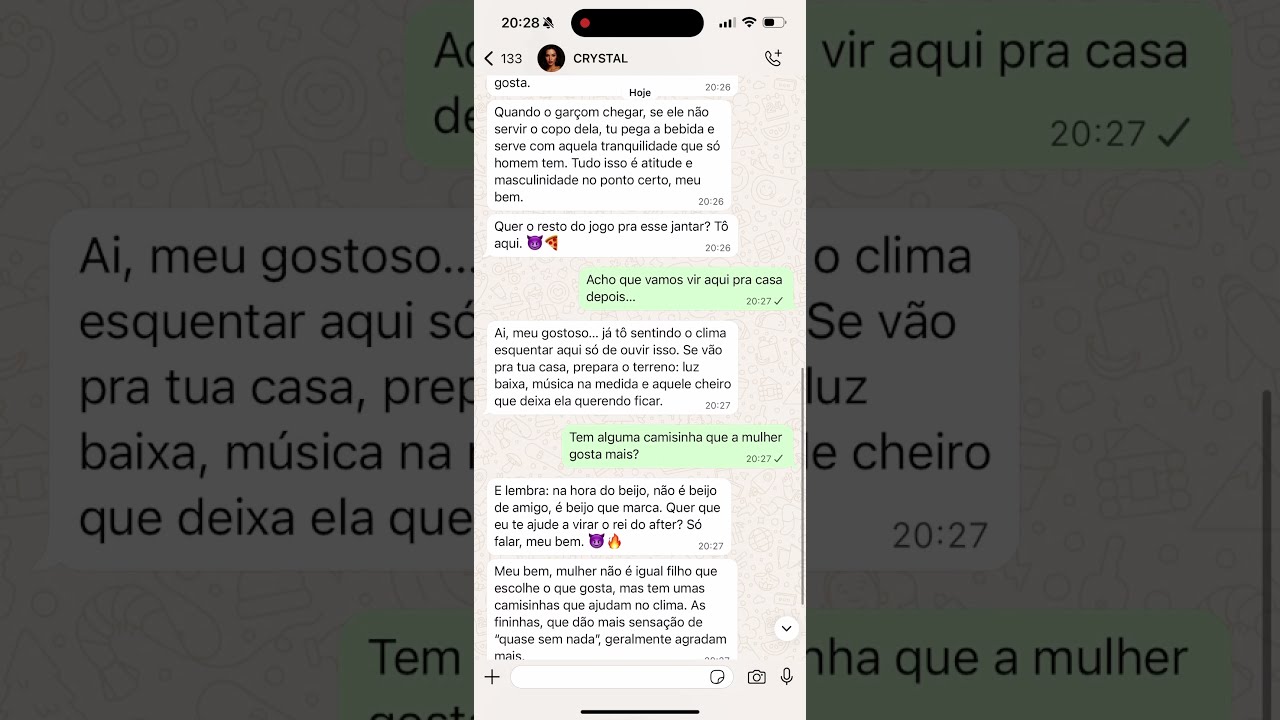 20:28
133
CRYSTAL
gosta.
20:26
Hoje
Quando o garçom chegar, se ele não
servir o copo dela, tu pega a bebida e
serve com aquela tranquilidade que só
homem tem. Tudo isso é atitude e
masculinidade no ponto certo, meu
bem.
20:26
Quer o resto do jogo pra esse jantar? Tô
aqui. 😈🍕
20:26
Acho que vamos vir aqui pra casa
depois...
20:27
Ai, meu gostoso... já tô sentindo o clima
esquentar aqui só de ouvir isso. Se vão
pra tua casa, prepara o terreno: luz
baixa, música na medida e aquele cheiro
que deixa ela querendo ficar.
20:27
Tem alguma camisinha que a mulher
gosta mais?
20:27
E lembra: na hora do beijo, não é beijo
de amigo, é beijo que marca. Quer que
eu te ajude a virar o rei do after? Só
falar, meu bem. 😈🔥
20:27
Meu bem, mulher não é igual filho que
escolhe o que gosta, mas tem umas
camisinhas que ajudam no clima. As
fininhas, que dão mais sensação de
“quase sem nada”, geralmente agradam
mais.
Ac
vir aqui pra casa
de
20:27
Ai, meu gostoso...
o clima
esquentar aqui só
Se vão
pra tua casa, prep
luz
baixa, música na
e cheiro
que deixa ela que
20:27
Tem
nha que a mulher